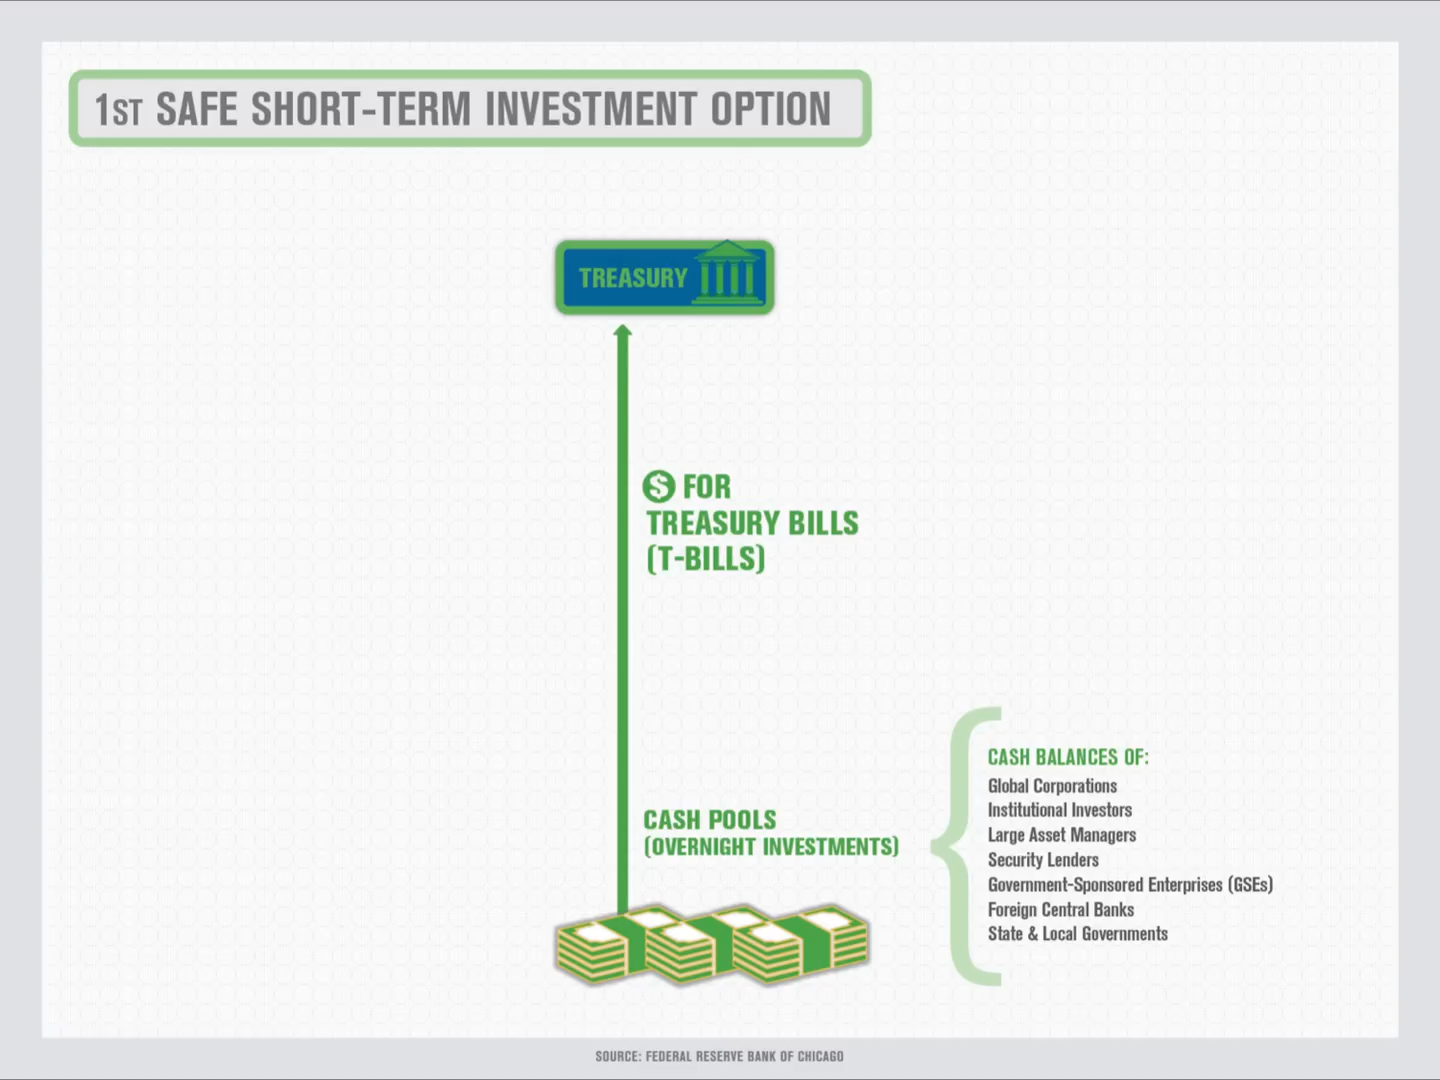 1ST SAFE SHORT-TERM INVESTMENT OPTION
TREASURY
$ FOR
TREASURY BILLS
(T-BILLS)
CASH POOLS
(OVERNIGHT INVESTMENTS)
CASH BALANCES OF:
Global Corporations
Institutional Investors
Large Asset Managers
Security Lenders
Government-Sponsored Enterprises (GSEs)
Foreign Central Banks
State & Local Governments
SOURCE: FEDERAL RESERVE BANK OF CHICAGO